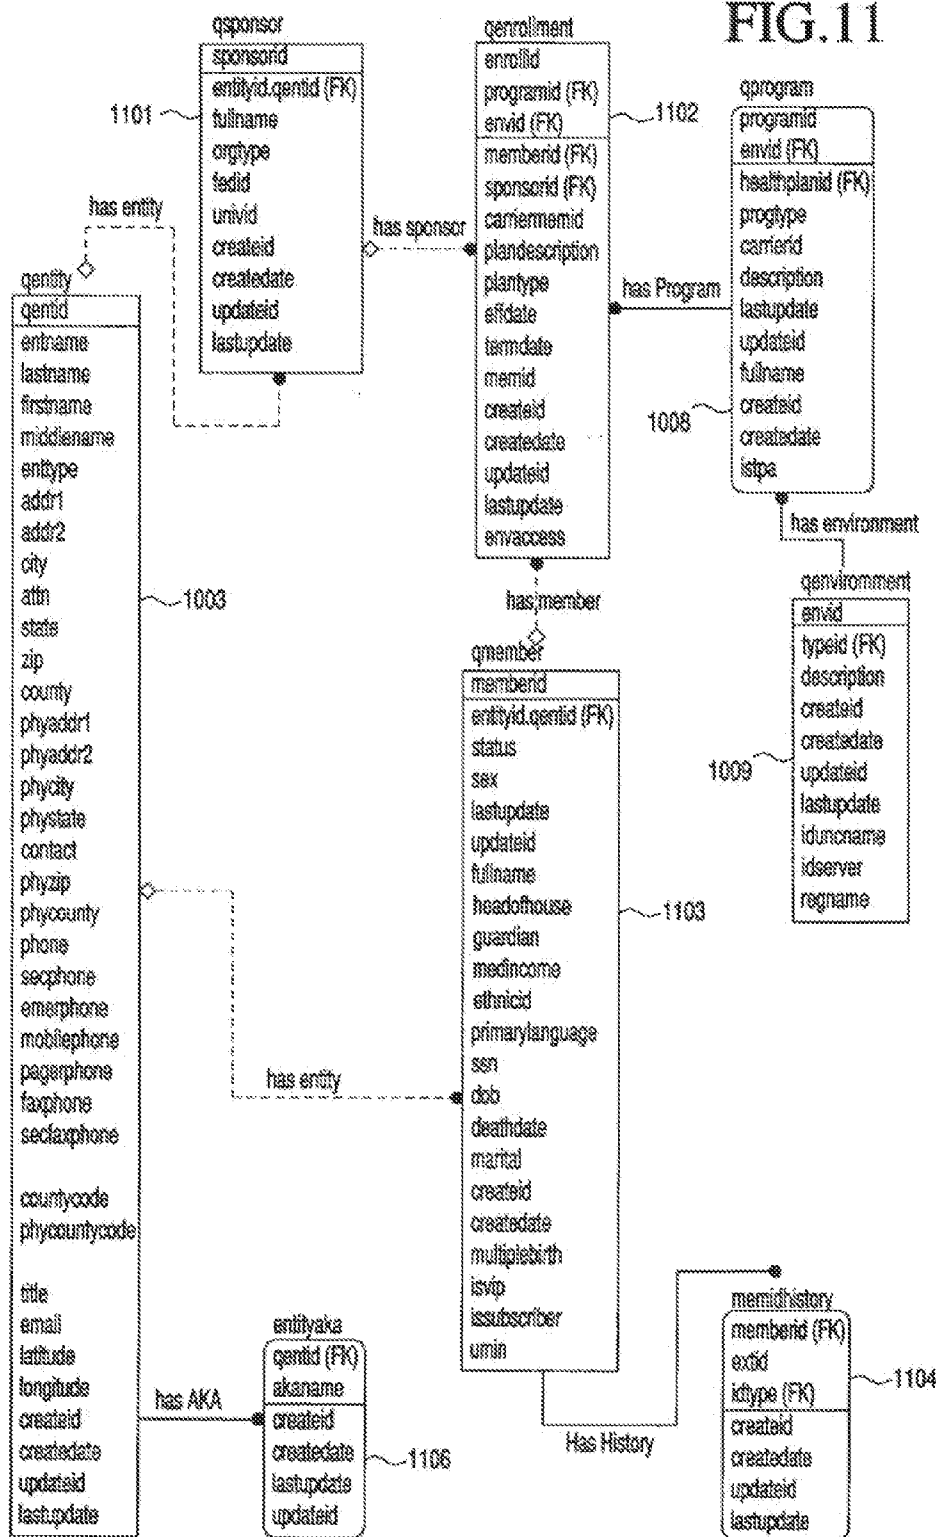 FIG.11
qsponsor
sponsorid
entityid.qentid (FK)
fullname
orgtype
fedid
univid
createid
createdate
updateid
lastupdate
1101
has entity
has sponsor
qenrollment
enrollid
programid (FK)
envid (FK)
memberid (FK)
sponsorid (FK)
carriermemid
plandescription
plantype
effdate
termdate
memid
createid
createdate
updateid
lastupdate
envaccess
1102
has Program
qprogram
programid
envid (FK)
healthplanid (FK)
progtype
carrierid
description
lastupdate
updateid
fullname
createid
createdate
istpa
1008
has environment
qenvironment
envid
typeid (FK)
description
createid
createdate
updateid
lastupdate
iduncname
idserver
regname
1009
qentity
qentid
entname
lastname
firstname
middlename
enttype
addr1
addr2
city
attn
state
zip
county
phyaddr1
phyaddr2
phycity
phystate
contact
phyzip
phycounty
phone
secphone
emerphone
mobilephone
pagerphone
faxphone
secfaxphone
countycode
phycountycode
title
email
latitude
longitude
createid
createdate
updateid
lastupdate
1003
has member
qmember
memberid
entityid.qentid (FK)
status
sex
lastupdate
updateid
fullname
headofhouse
guardian
medincome
ethnicid
primarylanguage
ssn
dob
deathdate
marital
createid
createdate
multiplebirth
isvip
issubscriber
umin
1103
has entity
has AKA
entityaka
qentid (FK)
akaname
createid
createdate
lastupdate
updateid
1106
Has History
memidhistory
memberid (FK)
extid
idtype (FK)
createid
createdate
updateid
lastupdate
1104